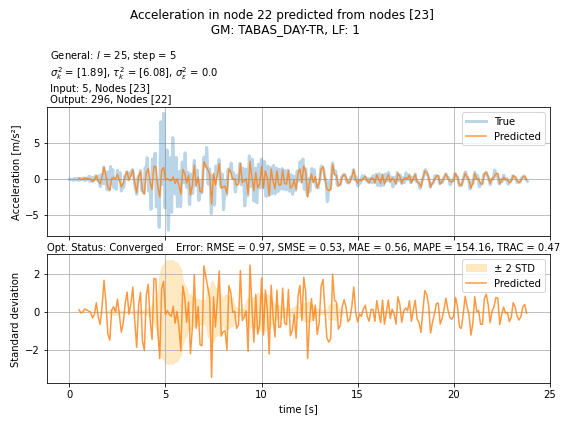 Acceleration in node 22 predicted from nodes [23]
GM: TABAS_DAY-TR, LF: 1
General: l = 25, step = 5
σ²ₖ = [1.89], τ²ₖ = [6.08], σ²ε = 0.0
Input: 5, Nodes [23]
Output: 296, Nodes [22]
Acceleration [m/s²]
5
0
−5
True
Predicted
Opt. Status: Converged    Error: RMSE = 0.97, SMSE = 0.53, MAE = 0.56, MAPE = 154.16, TRAC = 0.47
Standard deviation
2
0
−2
± 2 STD
Predicted
0 5 10 15 20 25
time [s]